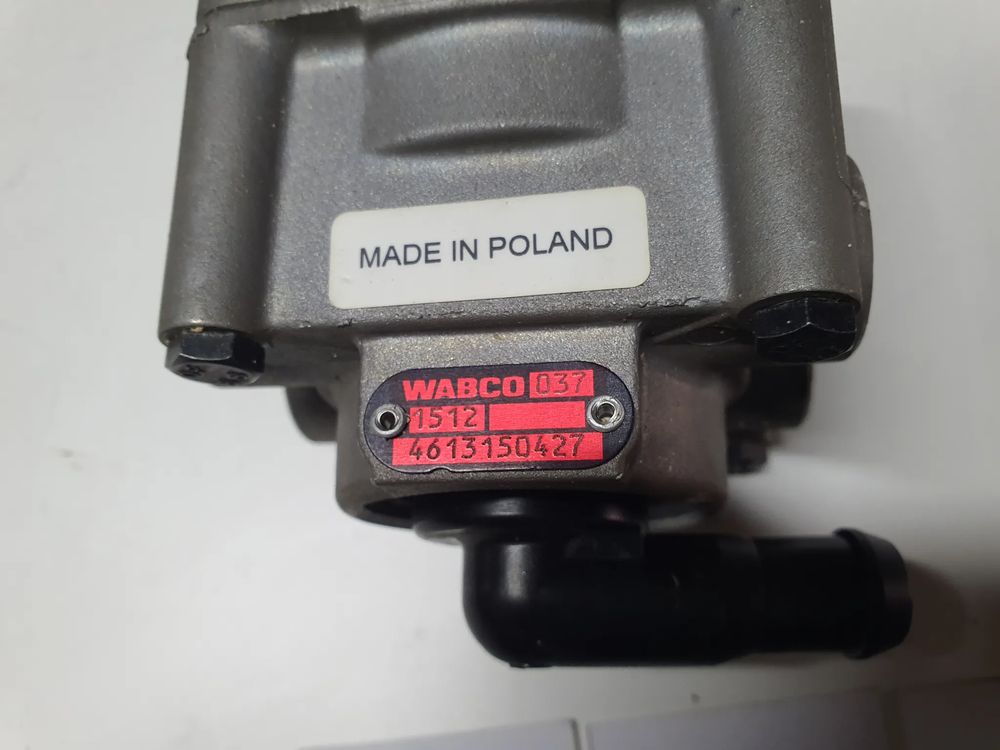 MADE IN POLAND
WABCO 037
1512
4613150427